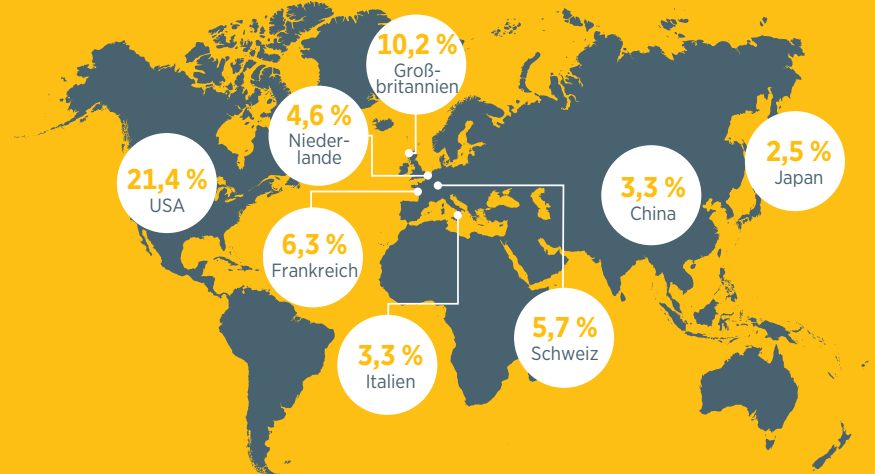 10,2 %
Groß-
britannien
4,6 %
Nieder-
lande
21,4 %
USA
6,3 %
Frankreich
3,3 %
Italien
5,7 %
Schweiz
3,3 %
China
2,5 %
Japan